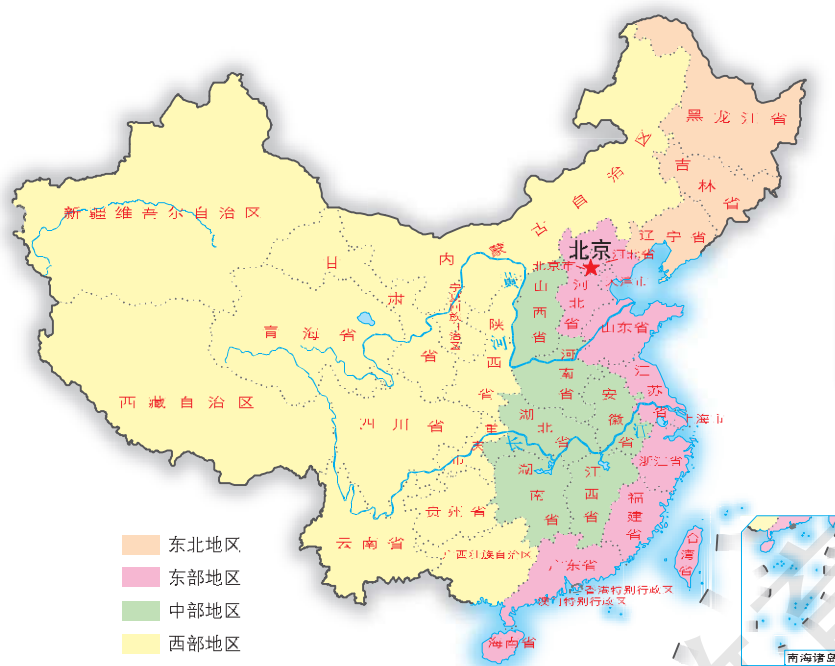 黑龙江省
吉林省
辽宁省
内蒙古自治区
新疆维吾尔自治区
甘肃省
北京
北京市
河北省
天津市
河北省
山西省
陕西省
黄河
青海省
山东省
河南省
江苏省
安徽省
上海市
西藏自治区
四川省
重庆市
湖北省
长江
浙江省
湖南省
江西省
福建省
贵州省
云南省
广西壮族自治区
广东省
台湾省
香港特别行政区
澳门特别行政区
海南省
南海诸岛
东北地区
东部地区
中部地区
西部地区